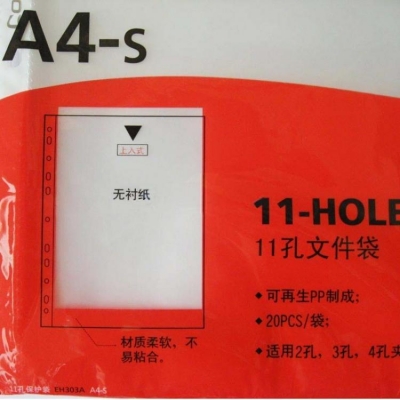 A4-s
上入式
无衬纸
11-HOLE
11孔文件袋
可再生PP制成;
20PCS/袋;
适用2孔, 3孔, 4孔夹
材质柔软, 不
易粘合。
11孔保护袋 EH303A A4-S